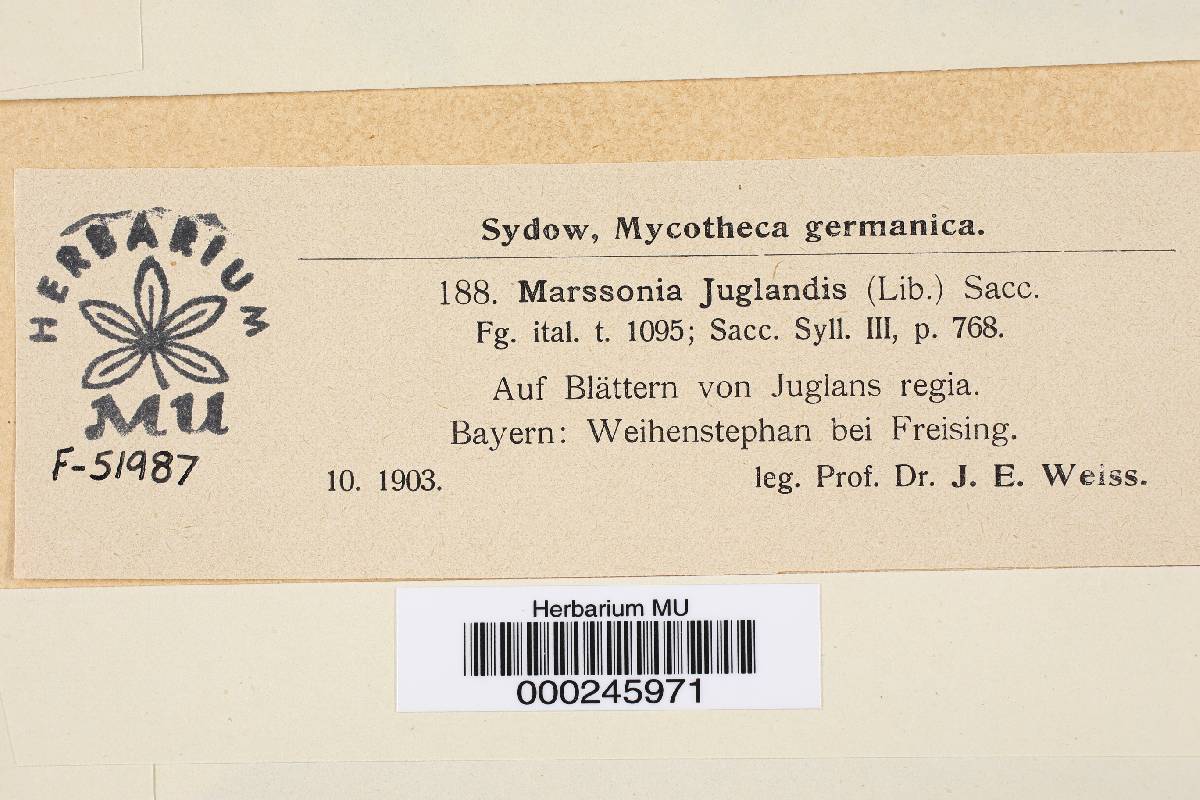 HERBARIUM
MU
F-51987
Sydow, Mycotheca germanica.
188. Marssonia Juglandis (Lib.) Sacc.
Fg. ital. t. 1095; Sacc. Syll. III, p. 768.
Auf Blättern von Juglans regia.
Bayern: Weihenstephan bei Freising.
10. 1903. leg. Prof. Dr. J. E. Weiss.
Herbarium MU
000245971